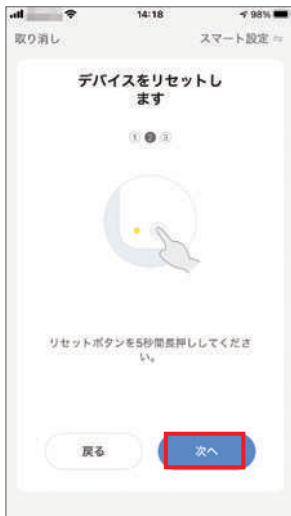 14:18
98%
取り消し
スマート設定
デバイスをリセットし
ます
① ② ③
リセットボタンを5秒間長押ししてくださ
い。
戻る
次へ